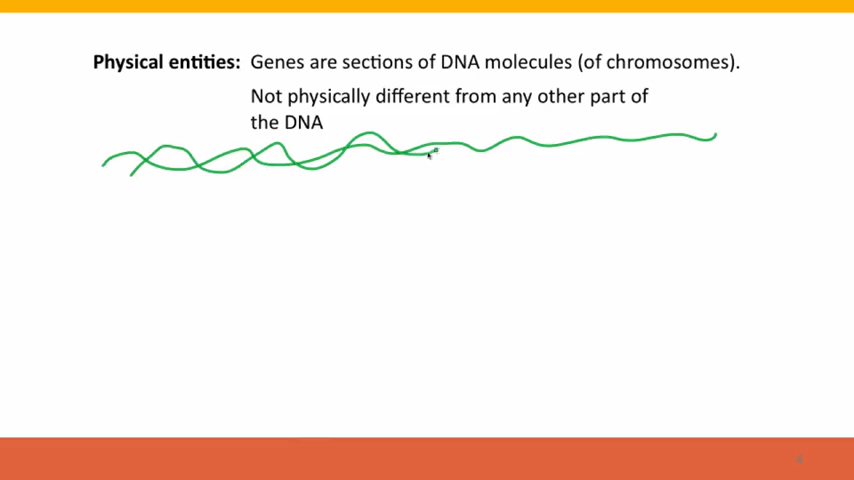 Physical entities: Genes are sections of DNA molecules (of chromosomes).
Not physically different from any other part of
the DNA